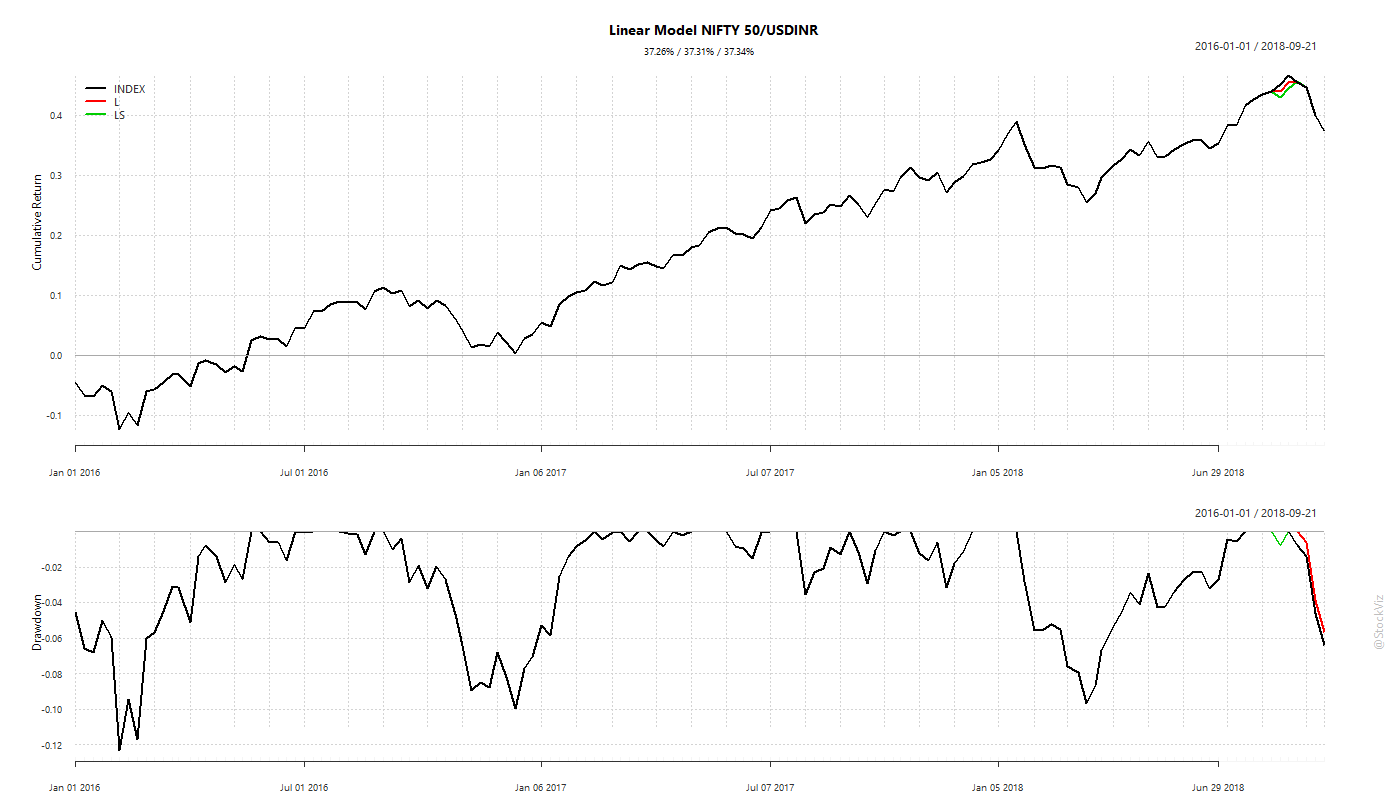 Linear Model NIFTY 50/USDINR
37.26% / 37.31% / 37.34%
2016-01-01 / 2018-09-21
INDEX
L
LS
Cumulative Return
0.4
0.3
0.2
0.1
0.0
-0.1
Jan 01 2016 Jul 01 2016 Jan 06 2017 Jul 07 2017 Jan 05 2018 Jun 29 2018
2016-01-01 / 2018-09-21
Drawdown
-0.02
-0.04
-0.06
-0.08
-0.10
-0.12
Jan 01 2016 Jul 01 2016 Jan 06 2017 Jul 07 2017 Jan 05 2018 Jun 29 2018
@StockViz